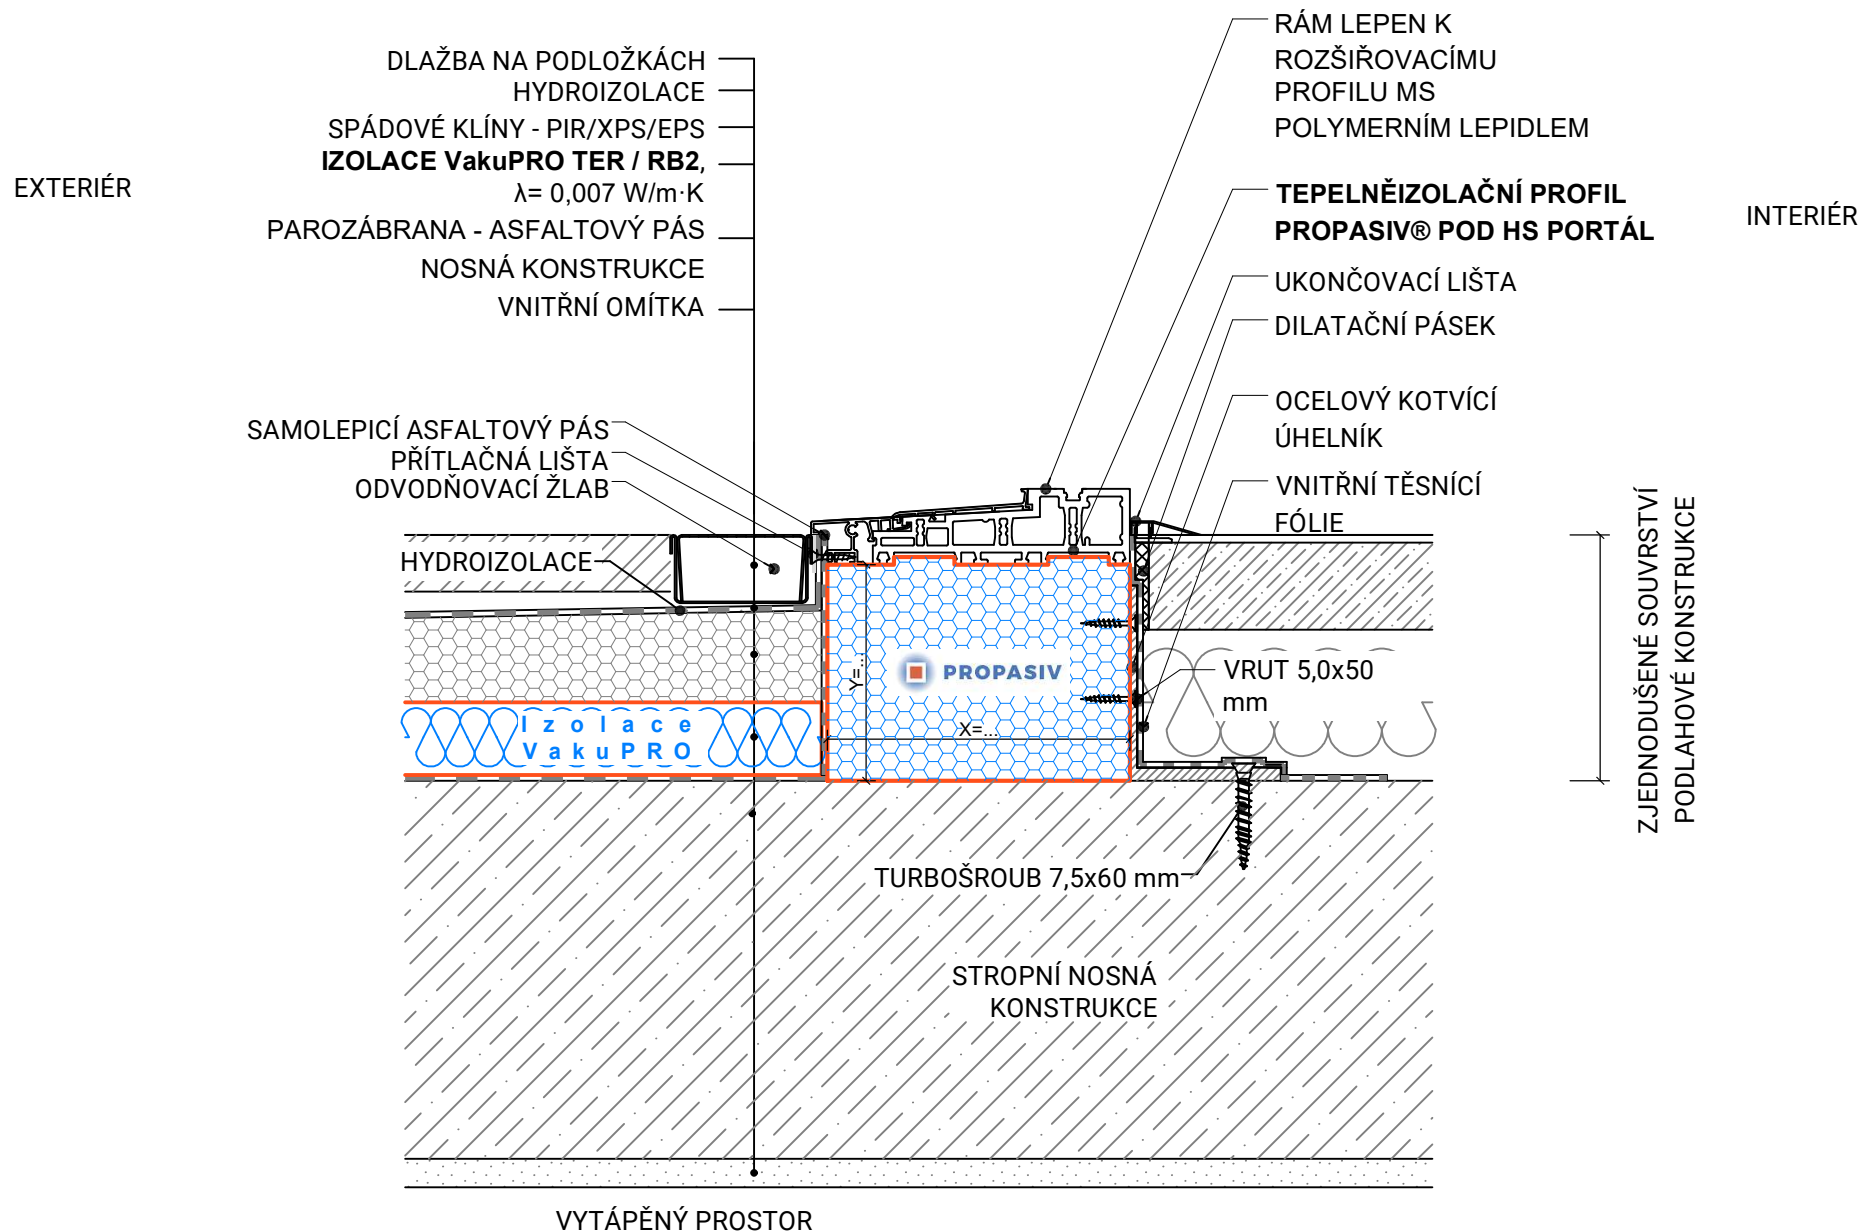 DLAŽBA NA PODLOŽKÁCH
HYDROIZOLACE
SPÁDOVÉ KLÍNY - PIR/XPS/EPS
IZOLACE VakuPRO TER / RB2,
λ= 0,007 W/m·K
PAROZÁBRANA - ASFALTOVÝ PÁS
NOSNÁ KONSTRUKCE
VNITŘNÍ OMÍTKA
EXTERIÉR
RÁM LEPEN K
ROZŠIŘOVACÍMU
PROFILU MS
POLYMERNÍM LEPIDLEM
TEPELNĚIZOLAČNÍ PROFIL
PROPASIV® POD HS PORTÁL
INTERIÉR
UKONČOVACÍ LIŠTA
DILATAČNÍ PÁSEK
OCELOVÝ KOTVÍCÍ
ÚHELNÍK
VNITŘNÍ TĚSNÍCÍ
FÓLIE
SAMOLEPICÍ ASFALTOVÝ PÁS
PŘÍTLAČNÁ LIŠTA
ODVODŇOVACÍ ŽLAB
HYDROIZOLACE
PROPASIV
Y=...
X=...
VRUT 5,0x50
mm
Izolace
VakuPRO
ZJEDNODUŠENÉ SOUVRSTVÍ
PODLAHOVÉ KONSTRUKCE
TURBOŠROUB 7,5x60 mm
STROPNÍ NOSNÁ
KONSTRUKCE
VYTÁPĚNÝ PROSTOR